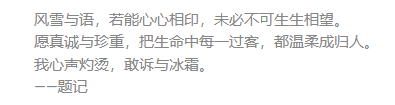 风雪与语，若能心心相印，未必不可生生相望。
愿真诚与珍重，把生命中每一过客，都温柔成归人。
我心声灼烫，敢诉与冰霜。
——题记